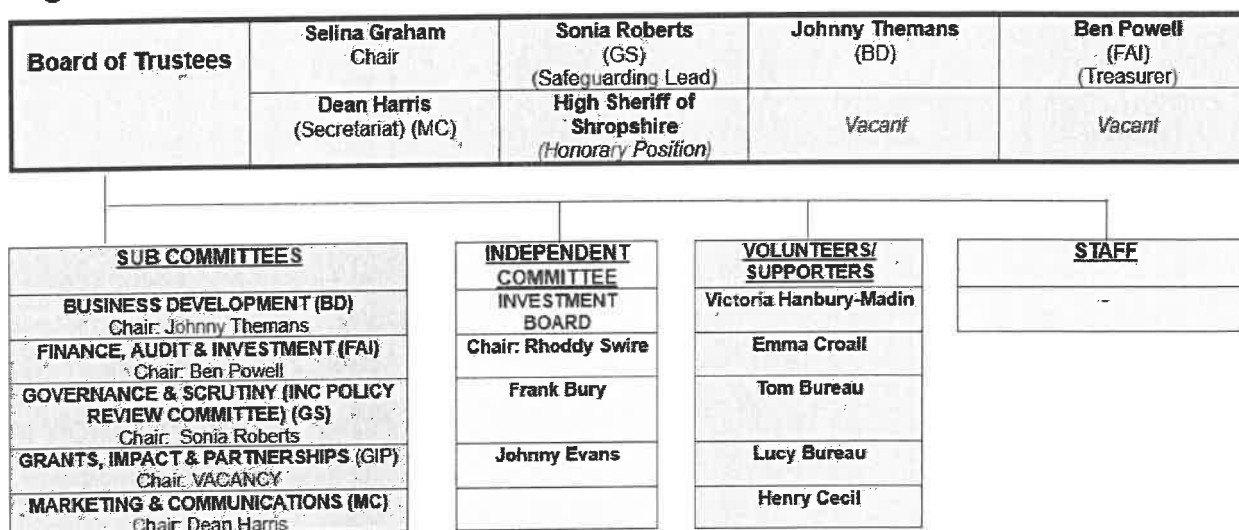 Board of Trustees
Selina Graham
Chair
Sonia Roberts
(GS)
(Safeguarding Lead)
Johnny Themans
(BD)
Ben Powell
(FAI)
(Treasurer)
Dean Harris
(Secretariat) (MC)
High Sheriff of
Shropshire
(Honorary Position)
Vacant
Vacant
SUB COMMITTEES
BUSINESS DEVELOPMENT (BD)
Chair: Johnny Themans
FINANCE, AUDIT & INVESTMENT (FAI)
Chair: Ben Powell
GOVERNANCE & SCRUTINY (INC POLICY
REVIEW COMMITTEE) (GS)
Chair: Sonia Roberts
GRANTS, IMPACT & PARTNERSHIPS (GIP)
Chair: VACANCY
MARKETING & COMMUNICATIONS (MC)
Chair: Dean Harris
INDEPENDENT
COMMITTEE
INVESTMENT
BOARD
Chair: Rhoddy Swire
Frank Bury
Johnny Evans
VOLUNTEERS/
SUPPORTERS
Victoria Hanbury-Madin
Emma Croall
Tom Bureau
Lucy Bureau
Henry Cecil
STAFF
-